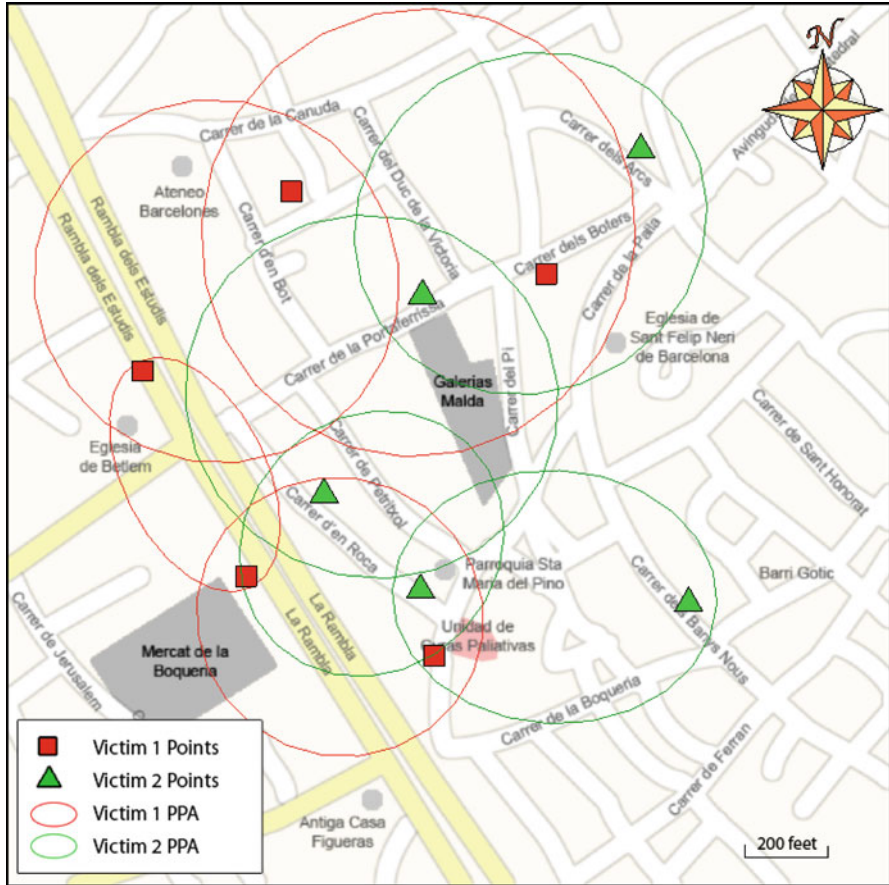 N
Avinguda
edral
Carrer de la Canuda
Carrer del Duc de la Victoria
Carrer dels Arcs
Ateneo
Barcelones
Rambla dels Estudis
Rambla dels Estudis
Carrer d'en Bot
Carrer dels Boters
Carrer de la Palla
Eglesia de
Sant Felip Neri
de Barcelona
Carrer de la Portaferrissa
Galerias
Malda
Carrer del Pi
Carrer de Sant Honorat
Eglesia
de Betlem
Carrer de Petritxol
Carrer d'en Roca
Parroquia Sta
Maria del Pino
Barri Gotic
Carrer dels Banys Nous
La Rambla
La Rambla
Unidad de
Curas Paliativas
Mercat de la
Boqueria
Carrer de Jerusalem
Carrer de la Boqueria
Carrer de Ferran
Victim 1 Points
Victim 2 Points
Victim 1 PPA
Victim 2 PPA
Antiga Casa
Figueras
200 feet